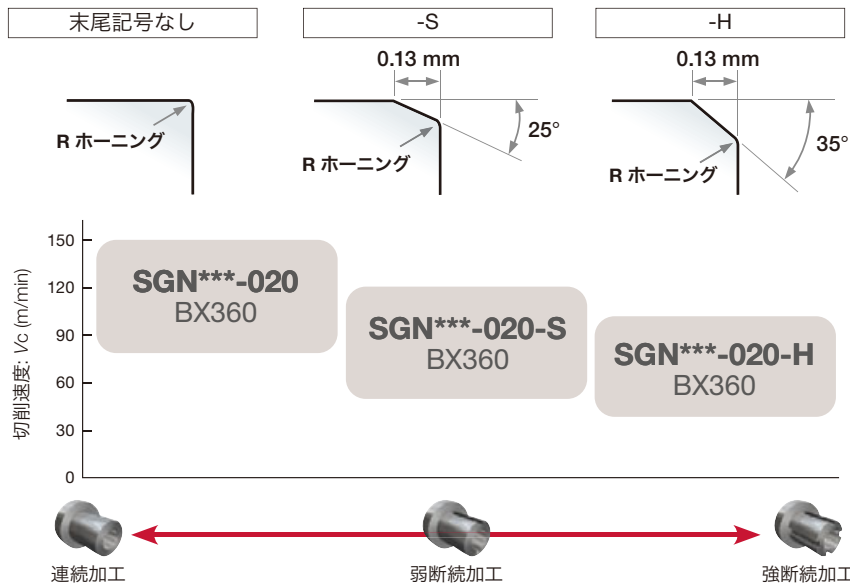 末尾記号なし
-S
-H
0.13 mm
0.13 mm
R ホーニング
25°
R ホーニング
35°
R ホーニング
切削速度: Vc (m/min)
150
120
90
60
30
0
SGN***-020
BX360
SGN***-020-S
BX360
SGN***-020-H
BX360
連続加工
弱断続加工
強断続加工